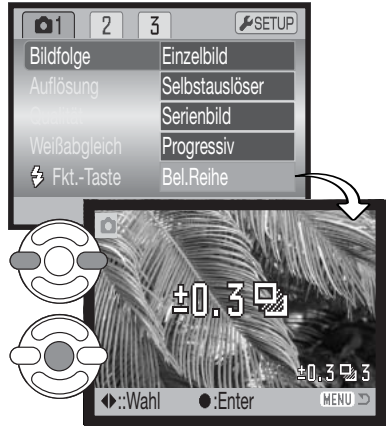 1 2 3 SETUP
Bildfolge Einzelbild
Auflösung Selbstauslöser
Qualität Serienbild
Weißabgleich Progressiv
Fkt.-Taste Bel.Reihe
±0.3
±0.3 3
::Wahl :Enter MENU